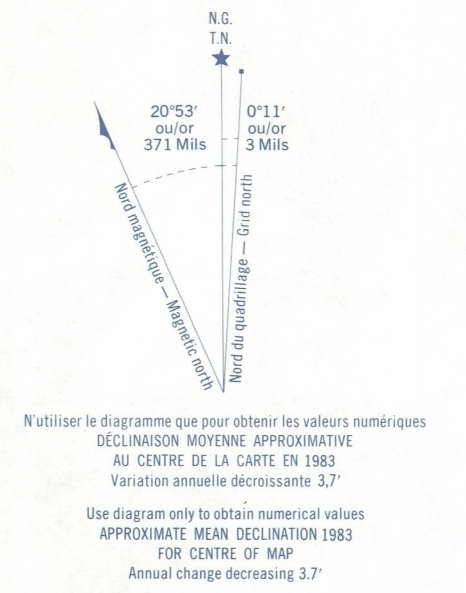 N.G.
T.N.
20°53′
ou/or
371 Mils
0°11′
ou/or
3 Mils
Nord magnétique — Magnetic north
Nord du quadrillage — Grid north
N'utiliser le diagramme que pour obtenir les valeurs numériques
DÉCLINAISON MOYENNE APPROXIMATIVE
AU CENTRE DE LA CARTE EN 1983
Variation annuelle décroissante 3,7′
Use diagram only to obtain numerical values
APPROXIMATE MEAN DECLINATION 1983
FOR CENTRE OF MAP
Annual change decreasing 3.7′